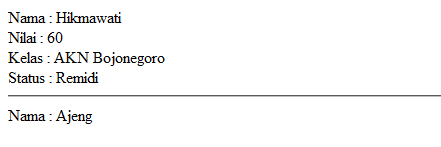 Nama : Hikmawati
Nilai : 60
Kelas : AKN Bojonegoro
Status : Remidi
Nama : Ajeng